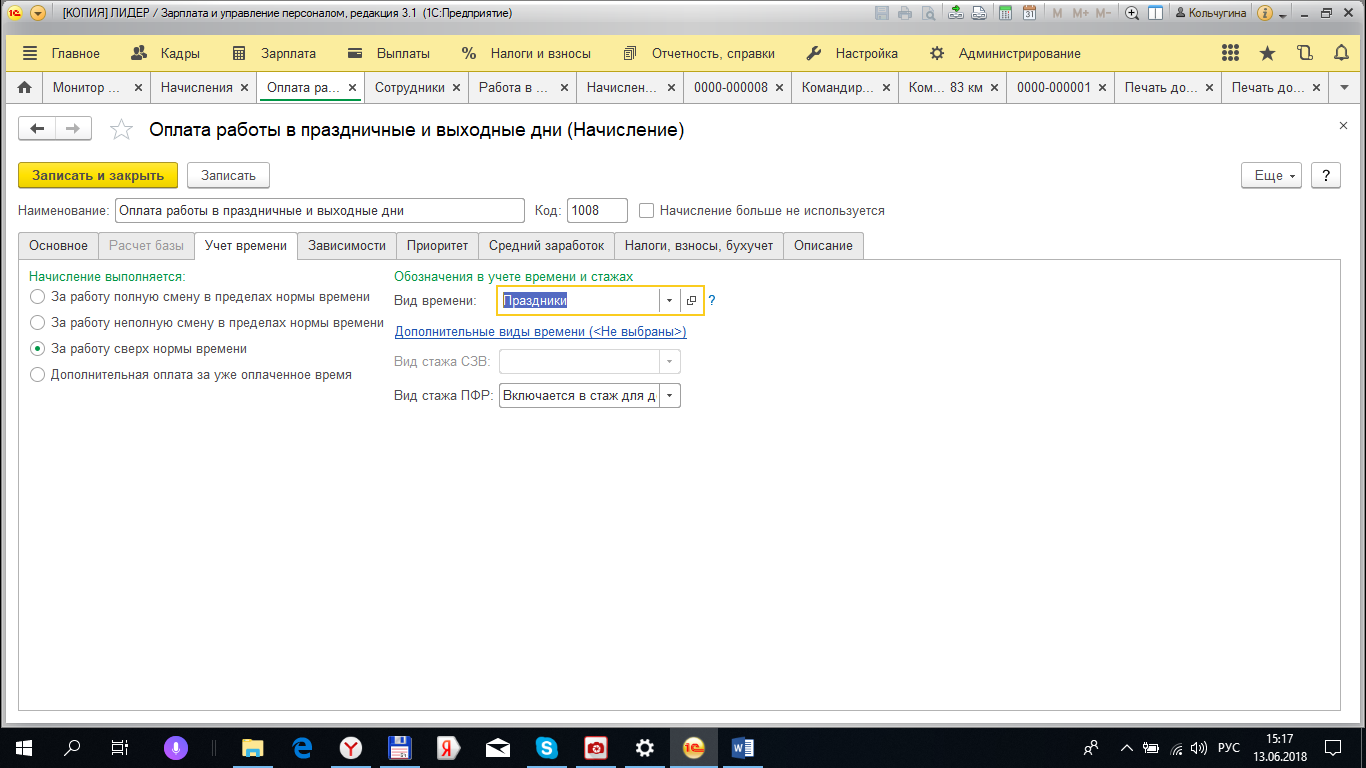 [КОПИЯ] ЛИДЕР / Зарплата и управление персоналом, редакция 3.1 (1С:Предприятие)
M M+ M- Кольчугина
Главное Кадры Зарплата Выплаты Налоги и взносы Отчетность, справки Настройка Администрирование
Монитор ... Начисления Оплата ра... Сотрудники Работа в ... Начислен... 0000-000008 Командир... Ком... 83 км 0000-000001 Печать до... Печать до...
Оплата работы в праздничные и выходные дни (Начисление)
Записать и закрыть Записать Еще ?
Наименование: Оплата работы в праздничные и выходные дни Код: 1008 Начисление больше не используется
Основное Расчет базы Учет времени Зависимости Приоритет Средний заработок Налоги, взносы, бухучет Описание
Начисление выполняется: Обозначения в учете времени и стажах
За работу полную смену в пределах нормы времени Вид времени: Праздники ?
За работу неполную смену в пределах нормы времени Дополнительные виды времени (<Не выбраны>)
За работу сверх нормы времени Вид стажа СЗВ:
Дополнительная оплата за уже оплаченное время Вид стажа ПФР: Включается в стаж для д
РУС 15:17
13.06.2018